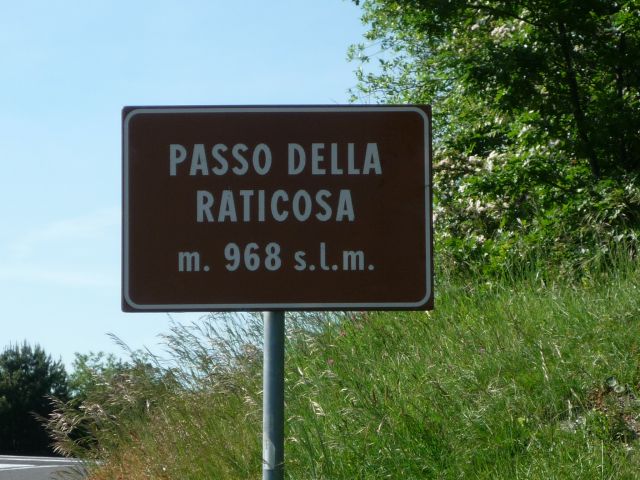 PASSO DELLA
RATICOSA
m. 968 s.l.m.